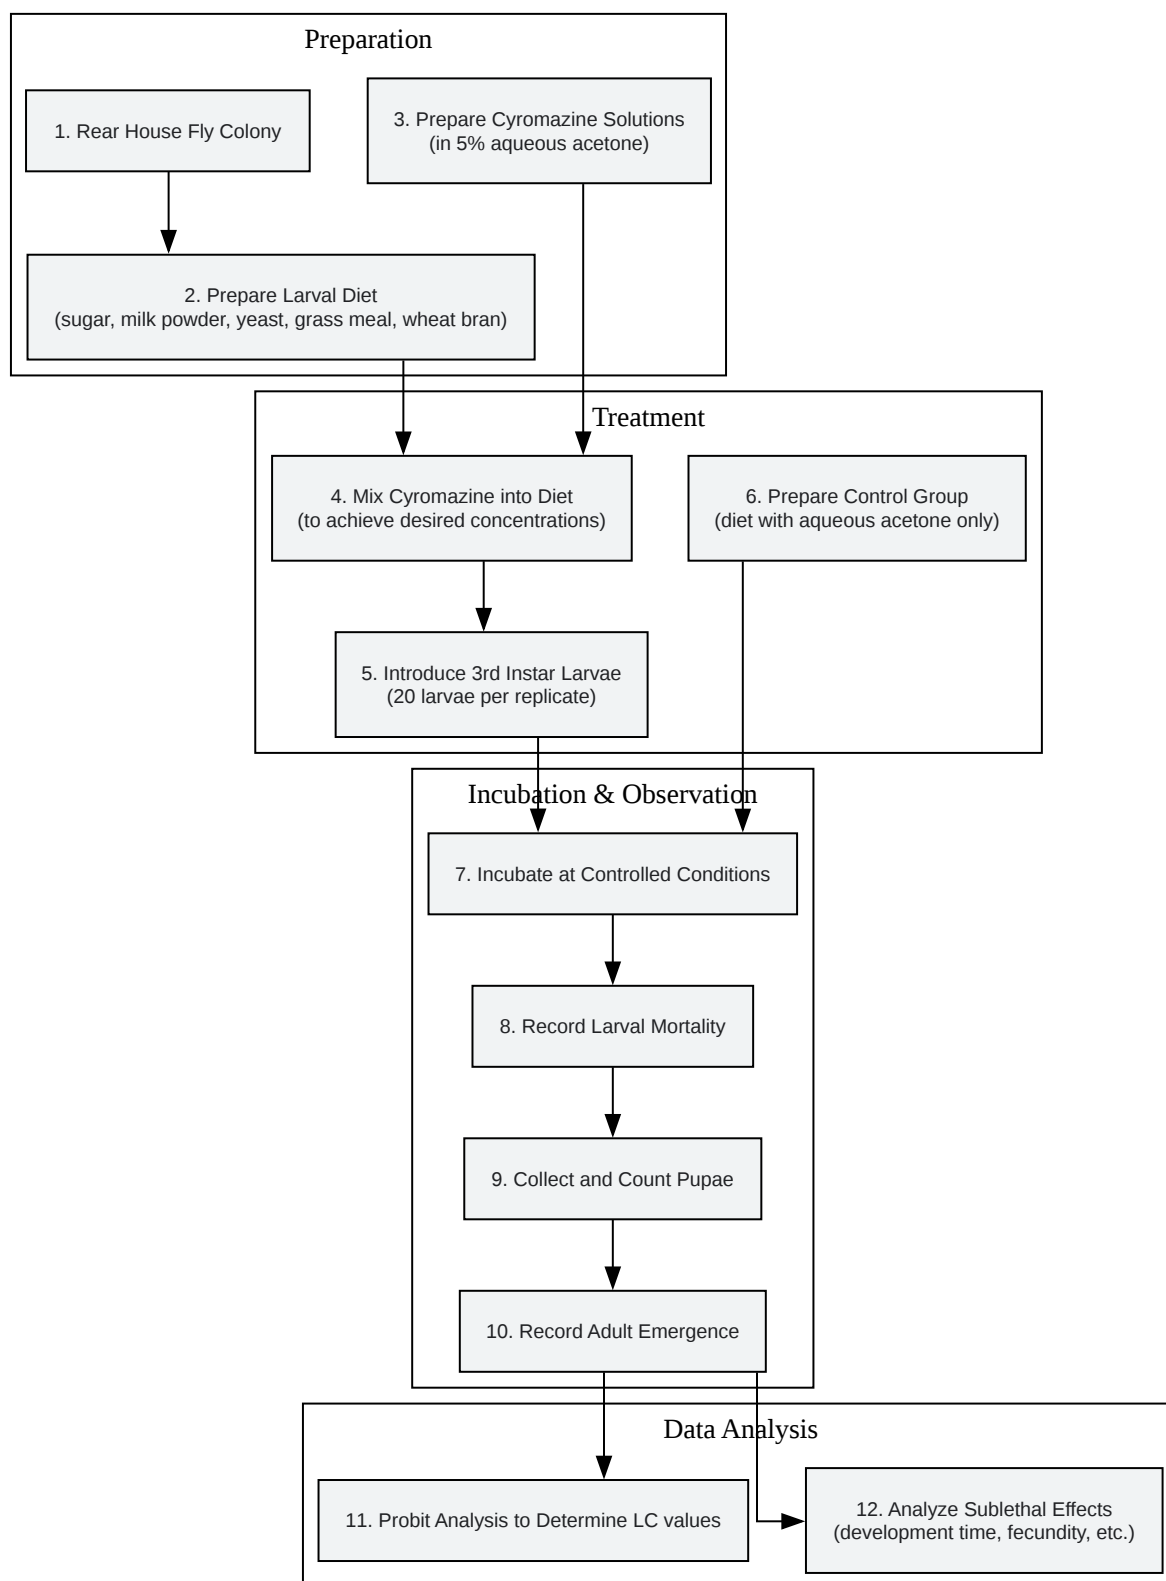 Preparation
1. Rear House Fly Colony
3. Prepare Cyromazine Solutions
(in 5% aqueous acetone)
2. Prepare Larval Diet
(sugar, milk powder, yeast, grass meal, wheat bran)
Treatment
4. Mix Cyromazine into Diet
(to achieve desired concentrations)
6. Prepare Control Group
(diet with aqueous acetone only)
5. Introduce 3rd Instar Larvae
(20 larvae per replicate)
Incubation & Observation
7. Incubate at Controlled Conditions
8. Record Larval Mortality
9. Collect and Count Pupae
10. Record Adult Emergence
Data Analysis
11. Probit Analysis to Determine LC values
12. Analyze Sublethal Effects
(development time, fecundity, etc.)